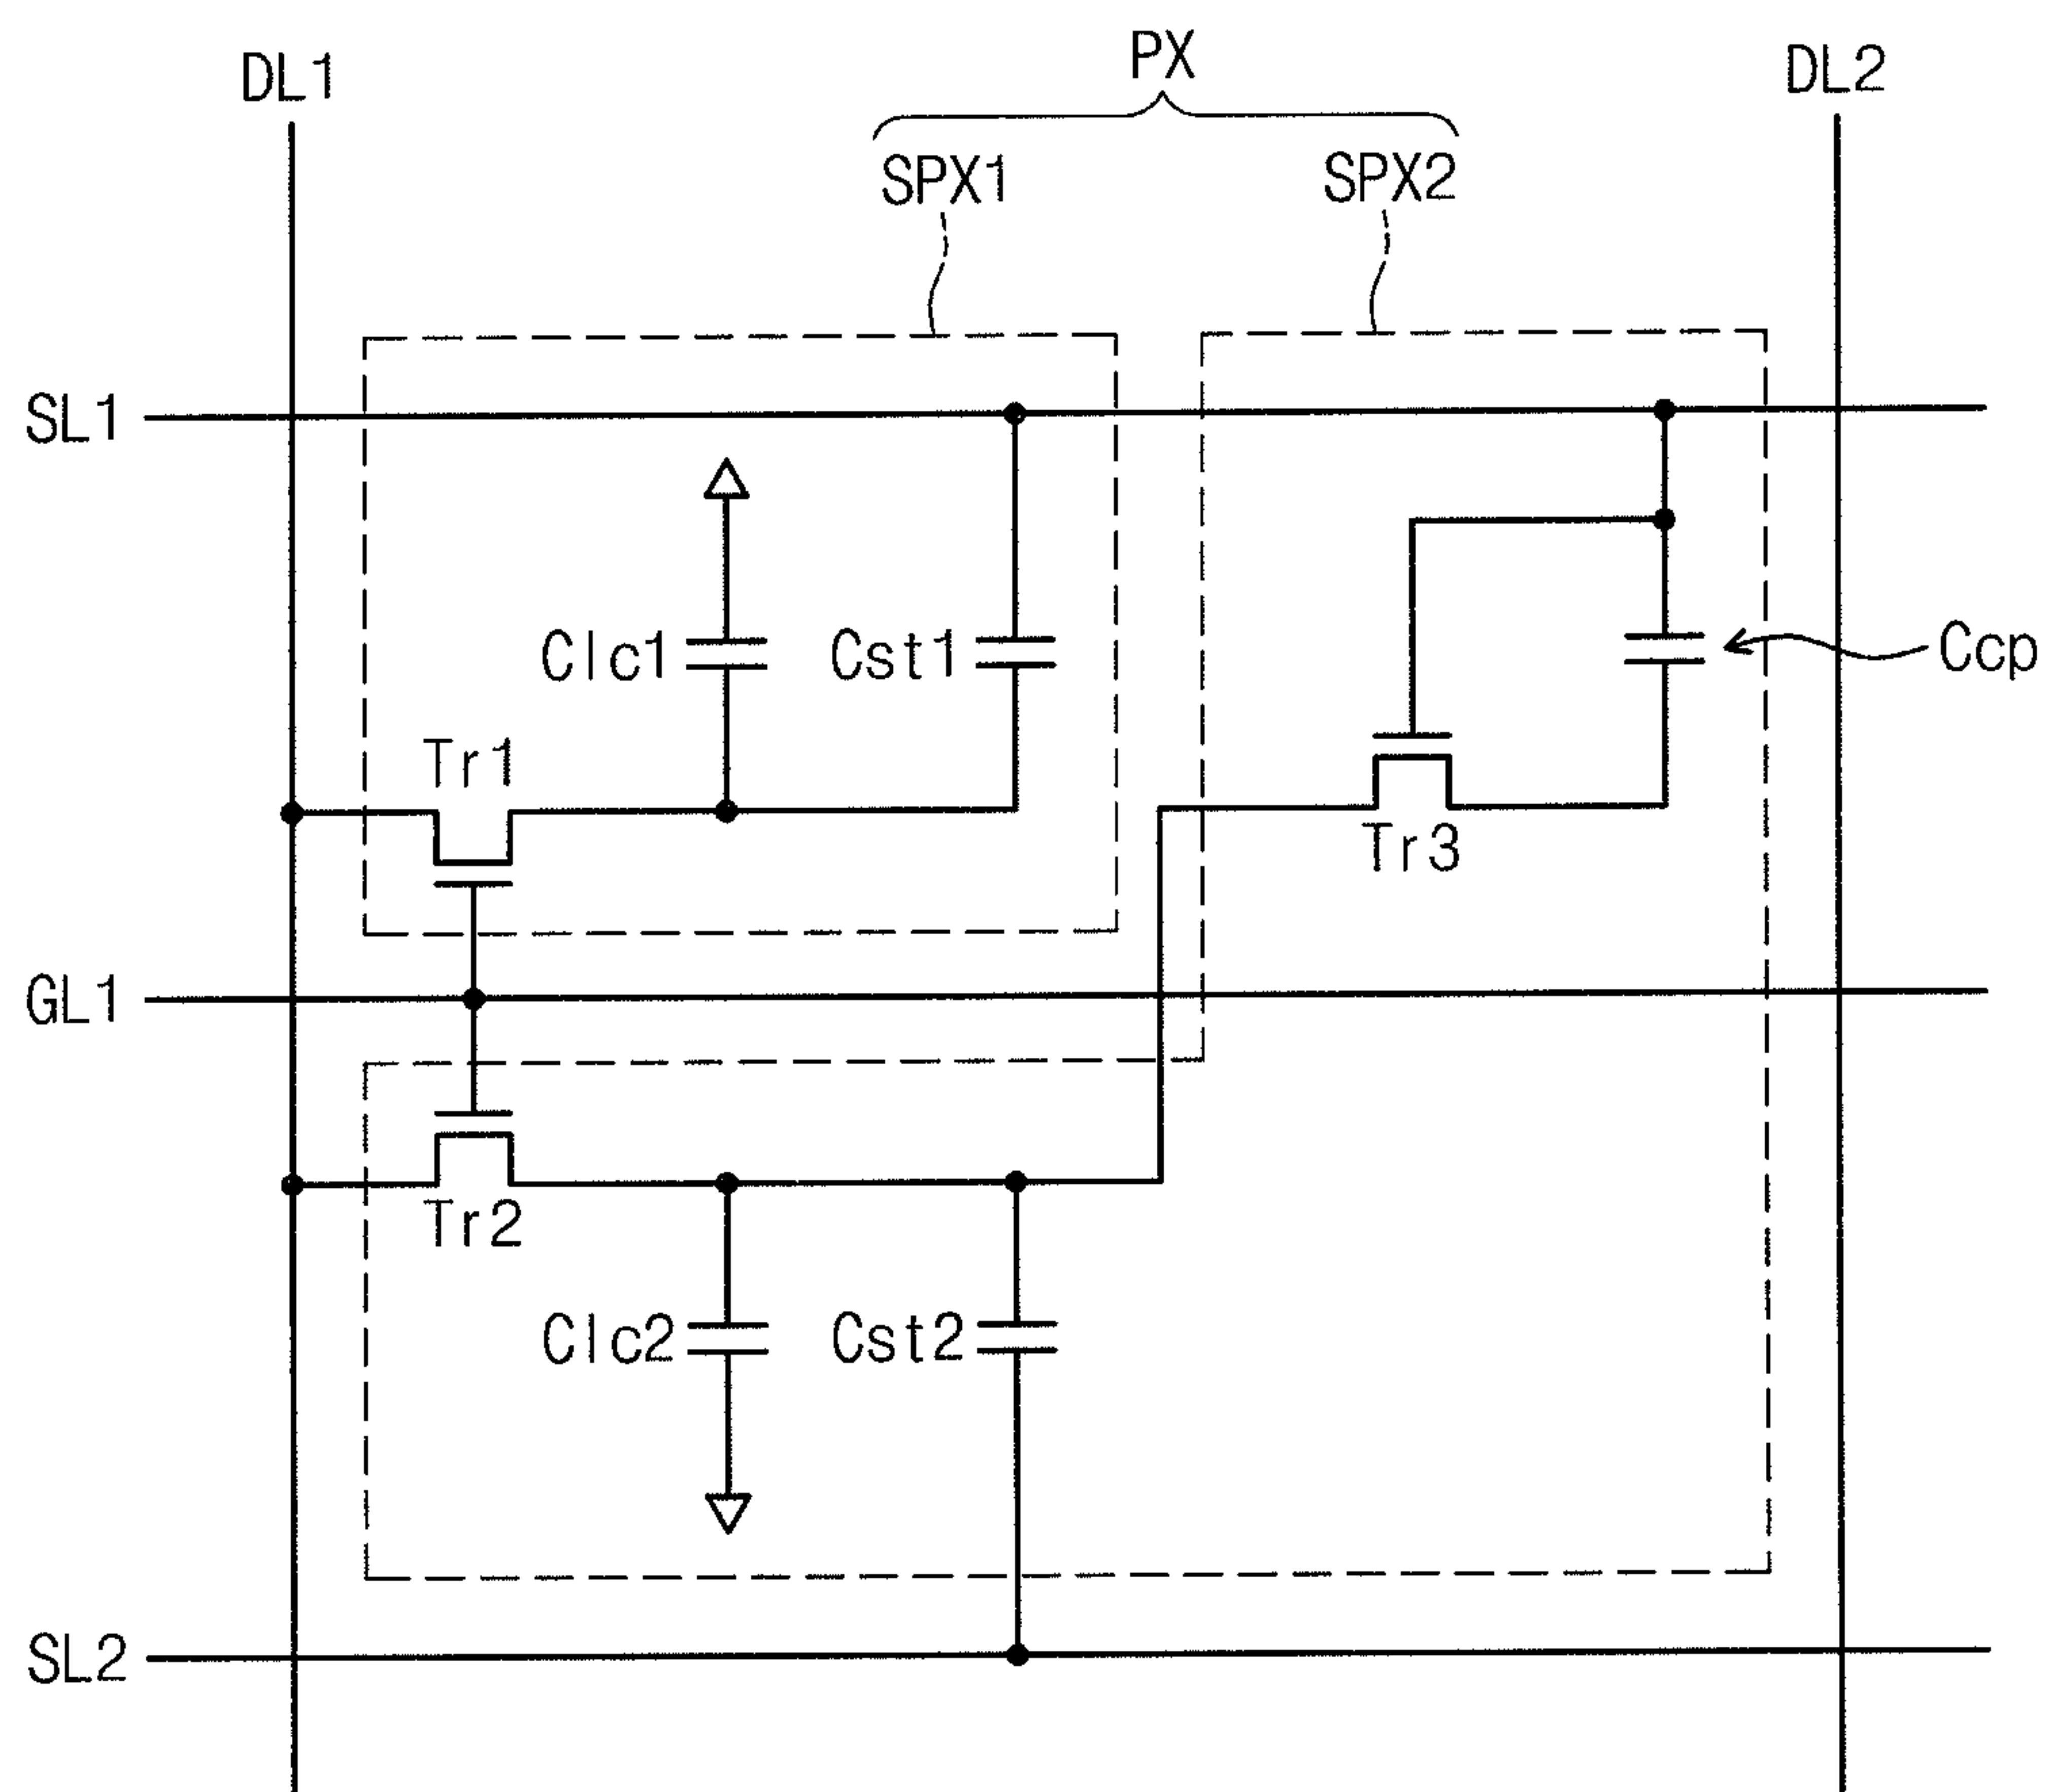 PX
DL1
DL2
SPX1
SPX2
SL1
Clc1
Cst1
Ccp
Tr1
Tr3
GL1
Tr2
Clc2
Cst2
SL2